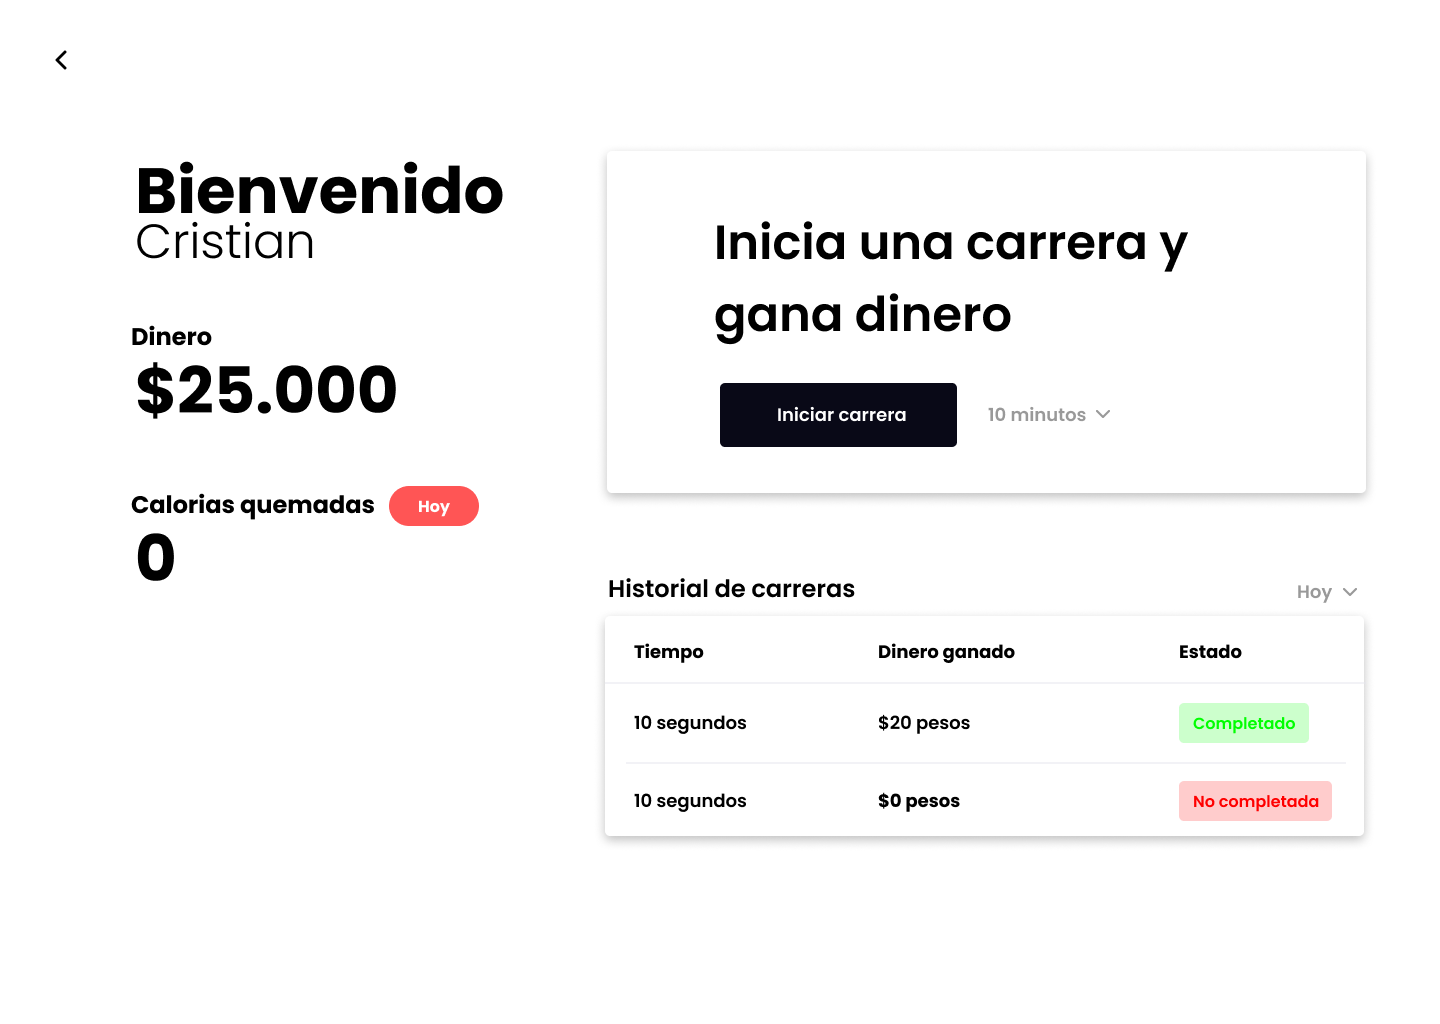 Bienvenido
Cristian
Dinero
$25.000
Calorias quemadas
Hoy
0
Inicia una carrera y
gana dinero
Iniciar carrera
10 minutos
Historial de carreras
Hoy
Tiempo Dinero ganado Estado
10 segundos $20 pesos Completado
10 segundos $0 pesos No completada